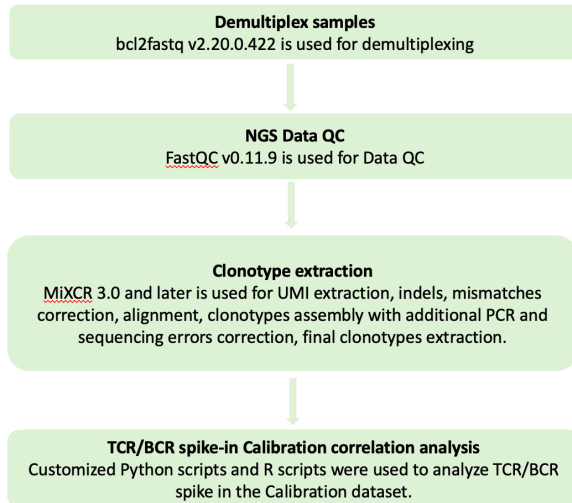 Demultiplex samples
bcl2fastq v2.20.0.422 is used for demultiplexing
NGS Data QC
FastQC v0.11.9 is used for Data QC
Clonotype extraction
MiXCR 3.0 and later is used for UMI extraction, indels, mismatches
correction, alignment, clonotypes assembly with additional PCR and
sequencing errors correction, final clonotypes extraction.
TCR/BCR spike-in Calibration correlation analysis
Customized Python scripts and R scripts were used to analyze TCR/BCR
spike in the Calibration dataset.